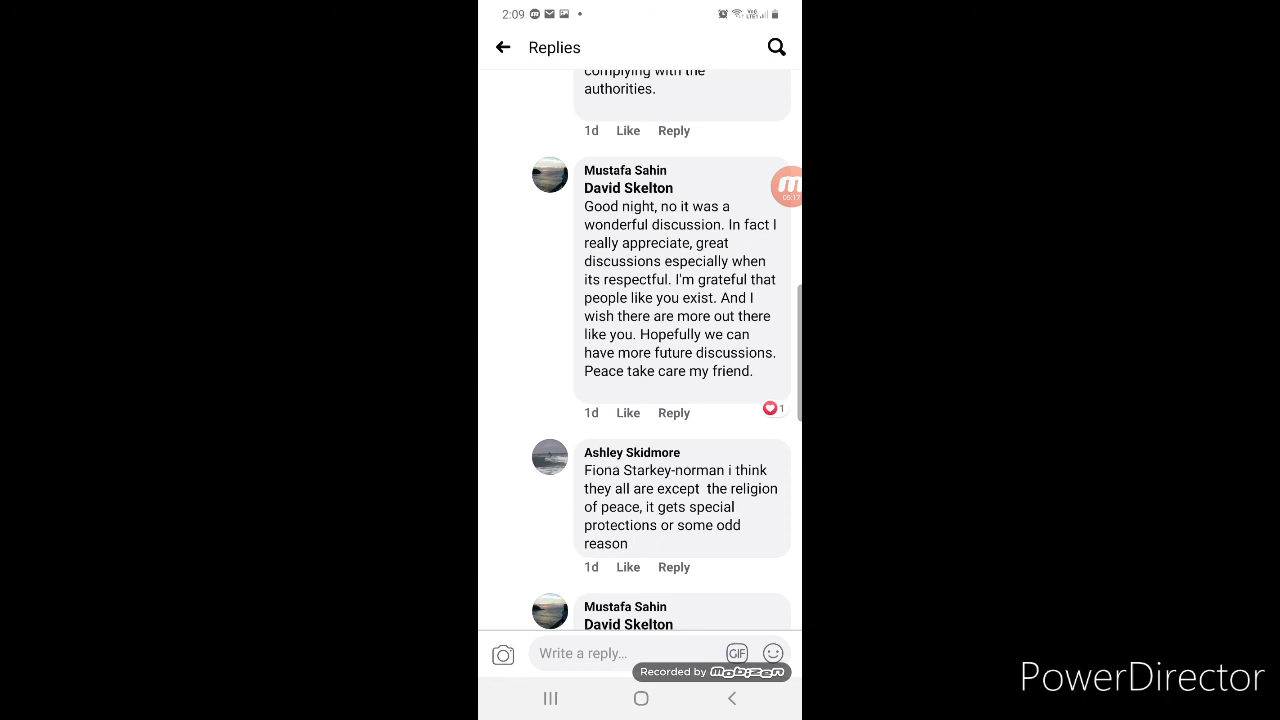 2:09
Replies
complying with the
authorities.
1d Like Reply
Mustafa Sahin
David Skelton
Good night, no it was a
wonderful discussion. In fact I
really appreciate, great
discussions especially when
its respectful. I'm grateful that
people like you exist. And I
wish there are more out there
like you. Hopefully we can
have more future discussions.
Peace take care my friend.
1d Like Reply
1
Ashley Skidmore
Fiona Starkey-norman i think
they all are except the religion
of peace, it gets special
protections or some odd
reason
1d Like Reply
Mustafa Sahin
David Skelton
Write a reply...
GIF
Recorded by mobizen
PowerDirector